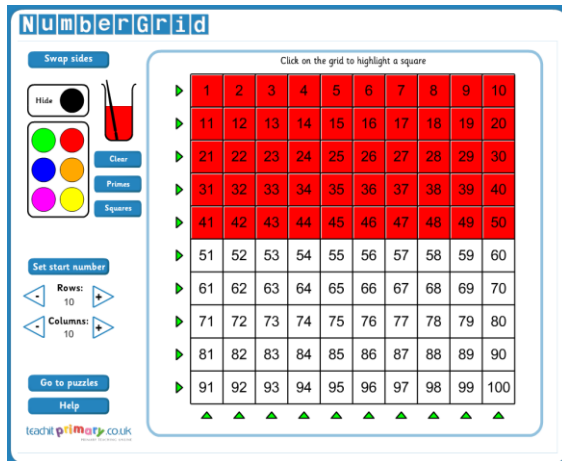 NumberGrid
Swap sides
Click on the grid to highlight a square
Hide
Clear
Primes
Squares
1 2 3 4 5 6 7 8 9 10
11 12 13 14 15 16 17 18 19 20
21 22 23 24 25 26 27 28 29 30
31 32 33 34 35 36 37 38 39 40
41 42 43 44 45 46 47 48 49 50
51 52 53 54 55 56 57 58 59 60
61 62 63 64 65 66 67 68 69 70
71 72 73 74 75 76 77 78 79 80
81 82 83 84 85 86 87 88 89 90
91 92 93 94 95 96 97 98 99 100
Set start number
- Rows: +
10
- Columns: +
10
Go to puzzles
Help
teachit primary.co.uk